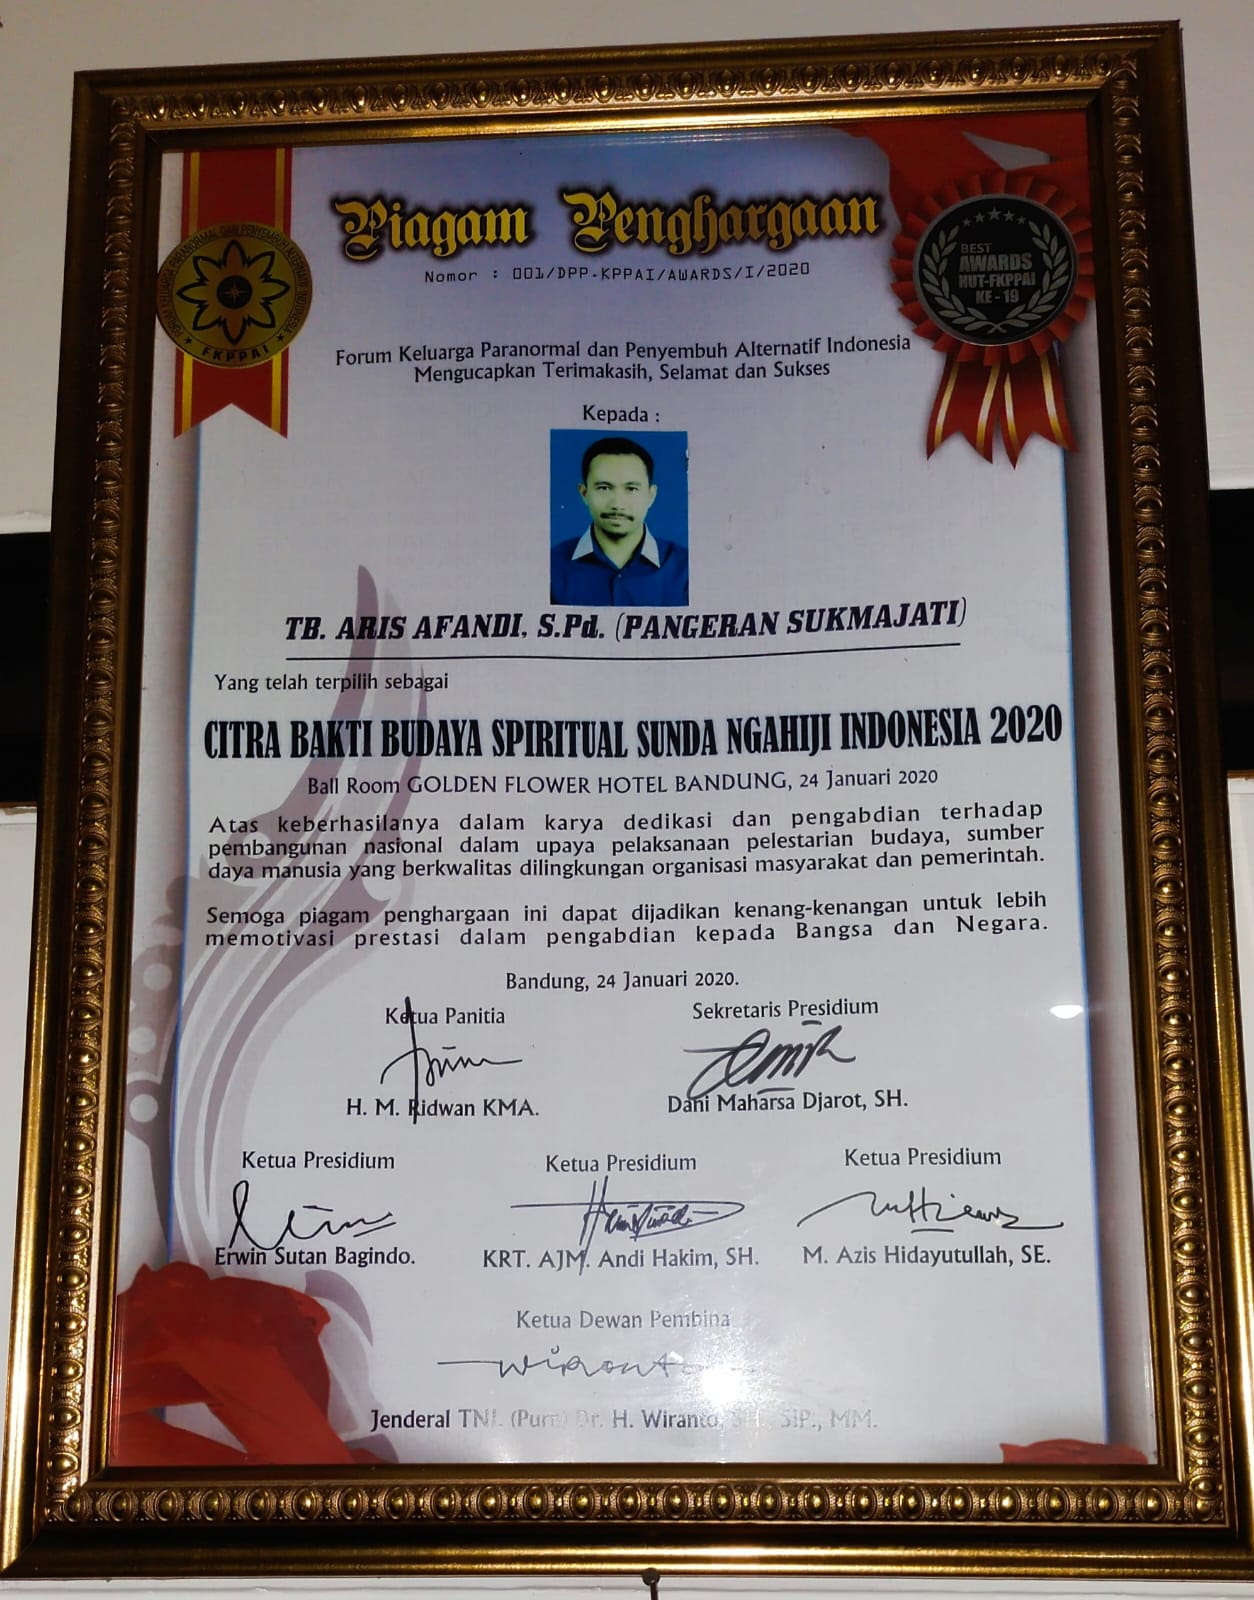 Piagam Penghargaan
Nomor : 001/DPP-KPPAI/AWARDS/I/2020
FKPPAI
BEST
AWARDS
HUT-FKPPAI
KE - 19
Forum Keluarga Paranormal dan Penyembuh Alternatif Indonesia
Mengucapkan Terimakasih, Selamat dan Sukses
Kepada :
TB. ARIS AFANDI, S.Pd. (PANGERAN SUKMAJATI)
Yang telah terpilih sebagai
CITRA BAKTI BUDAYA SPIRITUAL SUNDA NGAHIJI INDONESIA 2020
Ball Room GOLDEN FLOWER HOTEL BANDUNG, 24 Januari 2020
Atas keberhasilanya dalam karya dedikasi dan pengabdian terhadap
pembangunan nasional dalam upaya pelaksanaan pelestarian budaya, sumber
daya manusia yang berkwalitas dilingkungan organisasi masyarakat dan pemerintah.
Semoga piagam penghargaan ini dapat dijadikan kenang-kenangan untuk lebih
memotivasi prestasi dalam pengabdian kepada Bangsa dan Negara.
Bandung, 24 Januari 2020.
Ketua Panitia
Sekretaris Presidium
H. M. Ridwan KMA.
Dani Maharsa Djarot, SH.
Ketua Presidium
Ketua Presidium
Ketua Presidium
Erwin Sutan Bagindo.
KRT. AJM. Andi Hakim, SH.
M. Azis Hidayutullah, SE.
Ketua Dewan Pembina
Jenderal TNI. (Purn) Dr. H. Wiranto, SIP., MM.